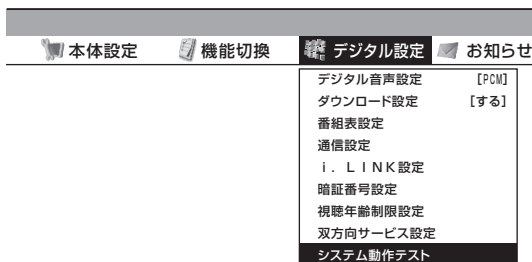 本体設定 機能切換 デジタル設定 お知らせ
デジタル音声設定 [PCM]
ダウンロード設定 [する]
番組表設定
通信設定
i．LINK設定
暗証番号設定
視聴年齢制限設定
双方向サービス設定
システム動作テスト